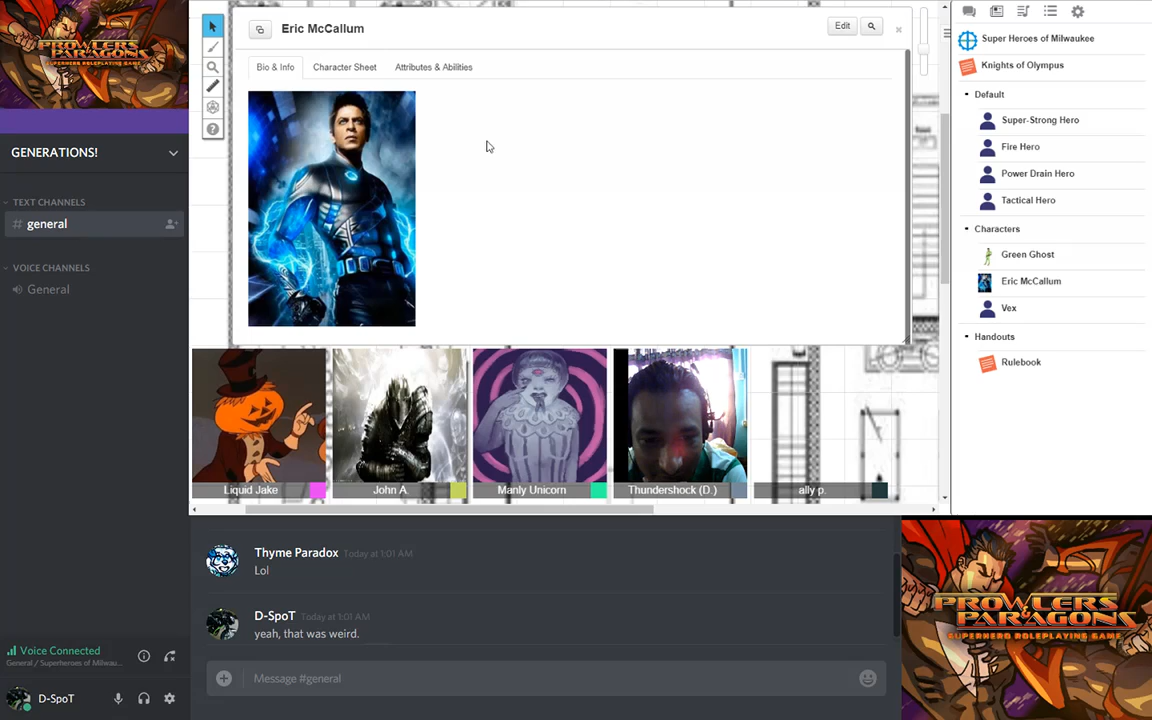 PROWLERS
& PARAGONS
SUPERHERO ROLEPLAYING GAME
GENERATIONS!
TEXT CHANNELS
# general
VOICE CHANNELS
General
Voice Connected
General / Superheroes of Milwau...
D-SpoT
Eric McCallum
Edit
Bio & Info
Character Sheet
Attributes & Abilities
Liquid Jake
John A.
Manly Unicorn
Thundershock (D.)
ally p.
Thyme Paradox Today at 1:01 AM
Lol
D-SpoT Today at 1:01 AM
yeah, that was weird.
Message #general
Super Heroes of Milwaukee
Knights of Olympus
Default
Super-Strong Hero
Fire Hero
Power Drain Hero
Tactical Hero
Characters
Green Ghost
Eric McCallum
Vex
Handouts
Rulebook
PROWLERS
& PARAGONS
SUPERHERO ROLEPLAYING GAME